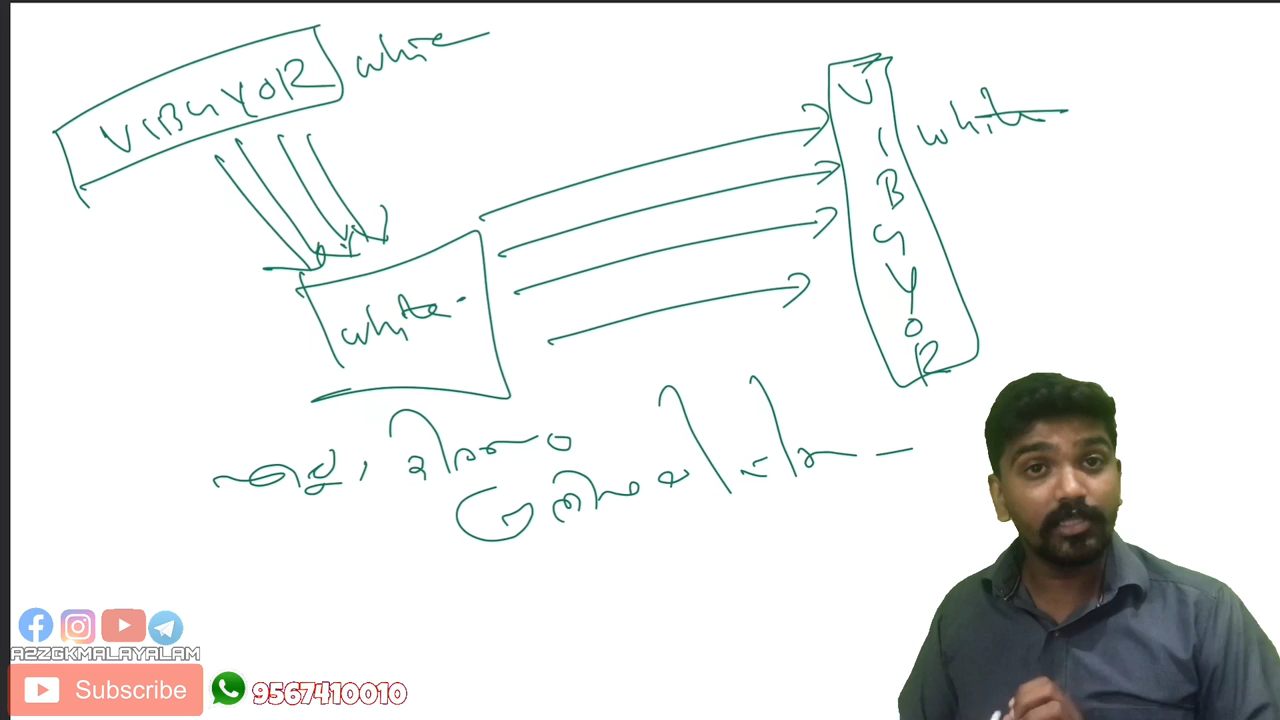 VIBGYOR white
V
I
B
G
Y
O
R
white
white
A2ZGKMALAYALAM
Subscribe
9567410010